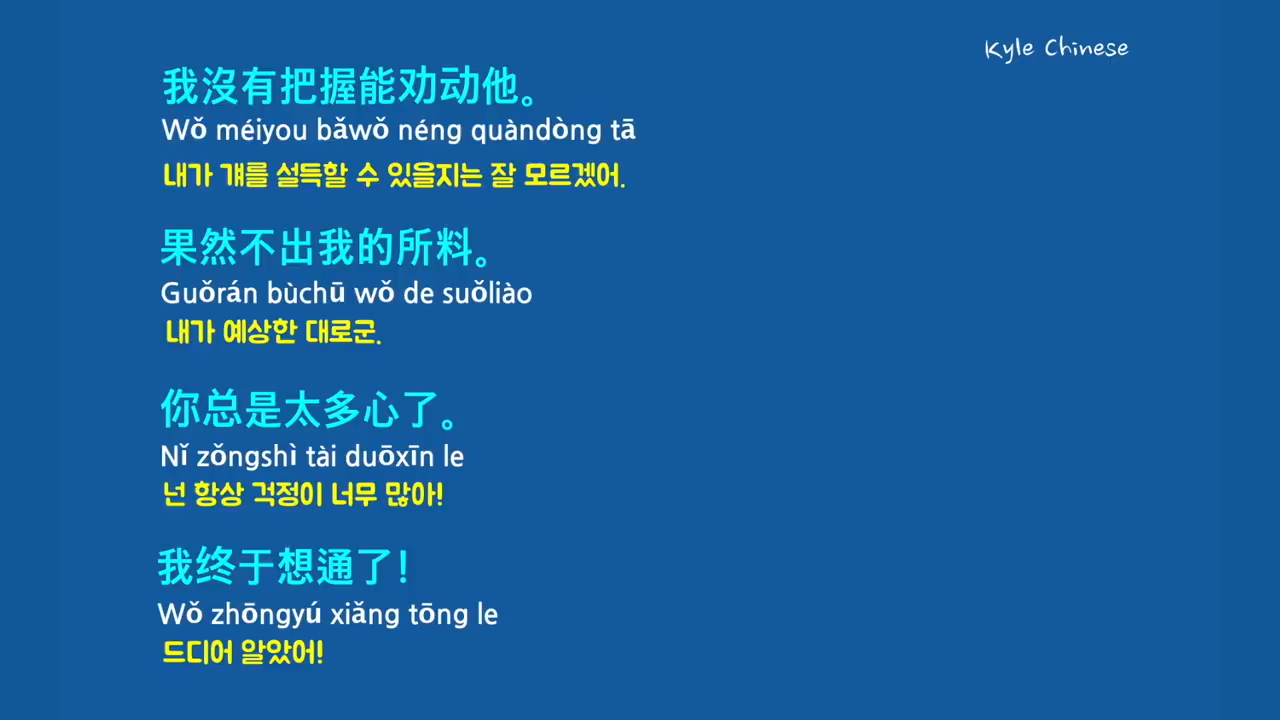 Kyle Chinese
我沒有把握能劝动他。
Wǒ méiyou bǎwǒ néng quàndòng tā
내가 걔를 설득할 수 있을지는 잘 모르겠어.
果然不出我的所料。
Guǒrán bùchū wǒ de suǒliào
내가 예상한 대로군.
你总是太多心了。
Nǐ zǒngshì tài duōxīn le
넌 항상 걱정이 너무 많아!
我终于想通了!
Wǒ zhōngyú xiǎng tōng le
드디어 알았어!